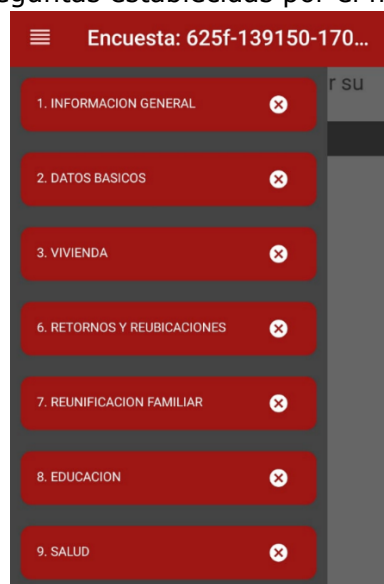 Encuesta: 625f-139150-170...
r su
1. INFORMACION GENERAL
2. DATOS BASICOS
3. VIVIENDA
6. RETORNOS Y REUBICACIONES
7. REUNIFICACION FAMILIAR
8. EDUCACION
9. SALUD